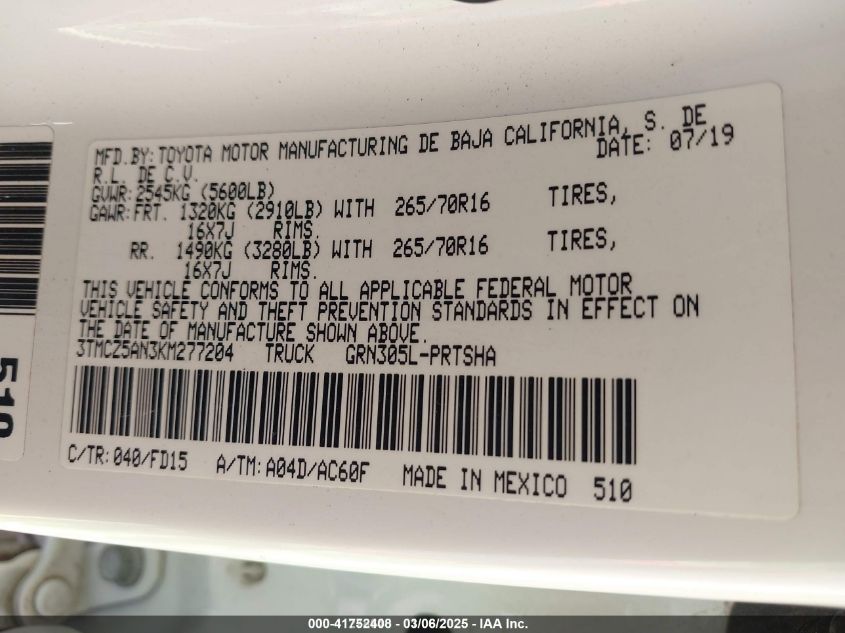 MFD.BY: TOYOTA MOTOR MANUFACTURING DE BAJA CALIFORNIA, S. DE
R.L. DE C.V. DATE: 07/19
GVWR: 2545KG (5600LB)
GAWR: FRT. 1320KG (2910LB) WITH 265/70R16 TIRES,
16X7J RIMS.
RR. 1490KG (3280LB) WITH 265/70R16 TIRES,
16X7J RIMS.
THIS VEHICLE CONFORMS TO ALL APPLICABLE FEDERAL MOTOR
VEHICLE SAFETY AND THEFT PREVENTION STANDARDS IN EFFECT ON
THE DATE OF MANUFACTURE SHOWN ABOVE.
3TMCZ5AN3KM277204 TRUCK GRN305L-PRTSHA
C/TR: 040/FD15 A/TM: A04D/AC60F MADE IN MEXICO 510
510
000-41752408 - 03/06/2025 - IAA Inc.